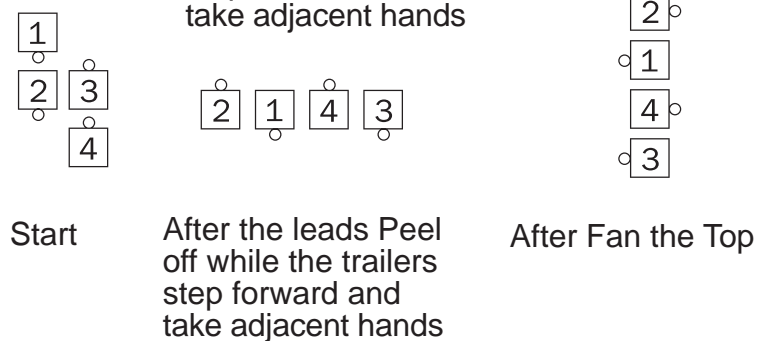 take adjacent hands
1
2 3
4
2 1 4 3
2
1
4
3
Start
After the leads Peel
off while the trailers
step forward and
take adjacent hands
After Fan the Top